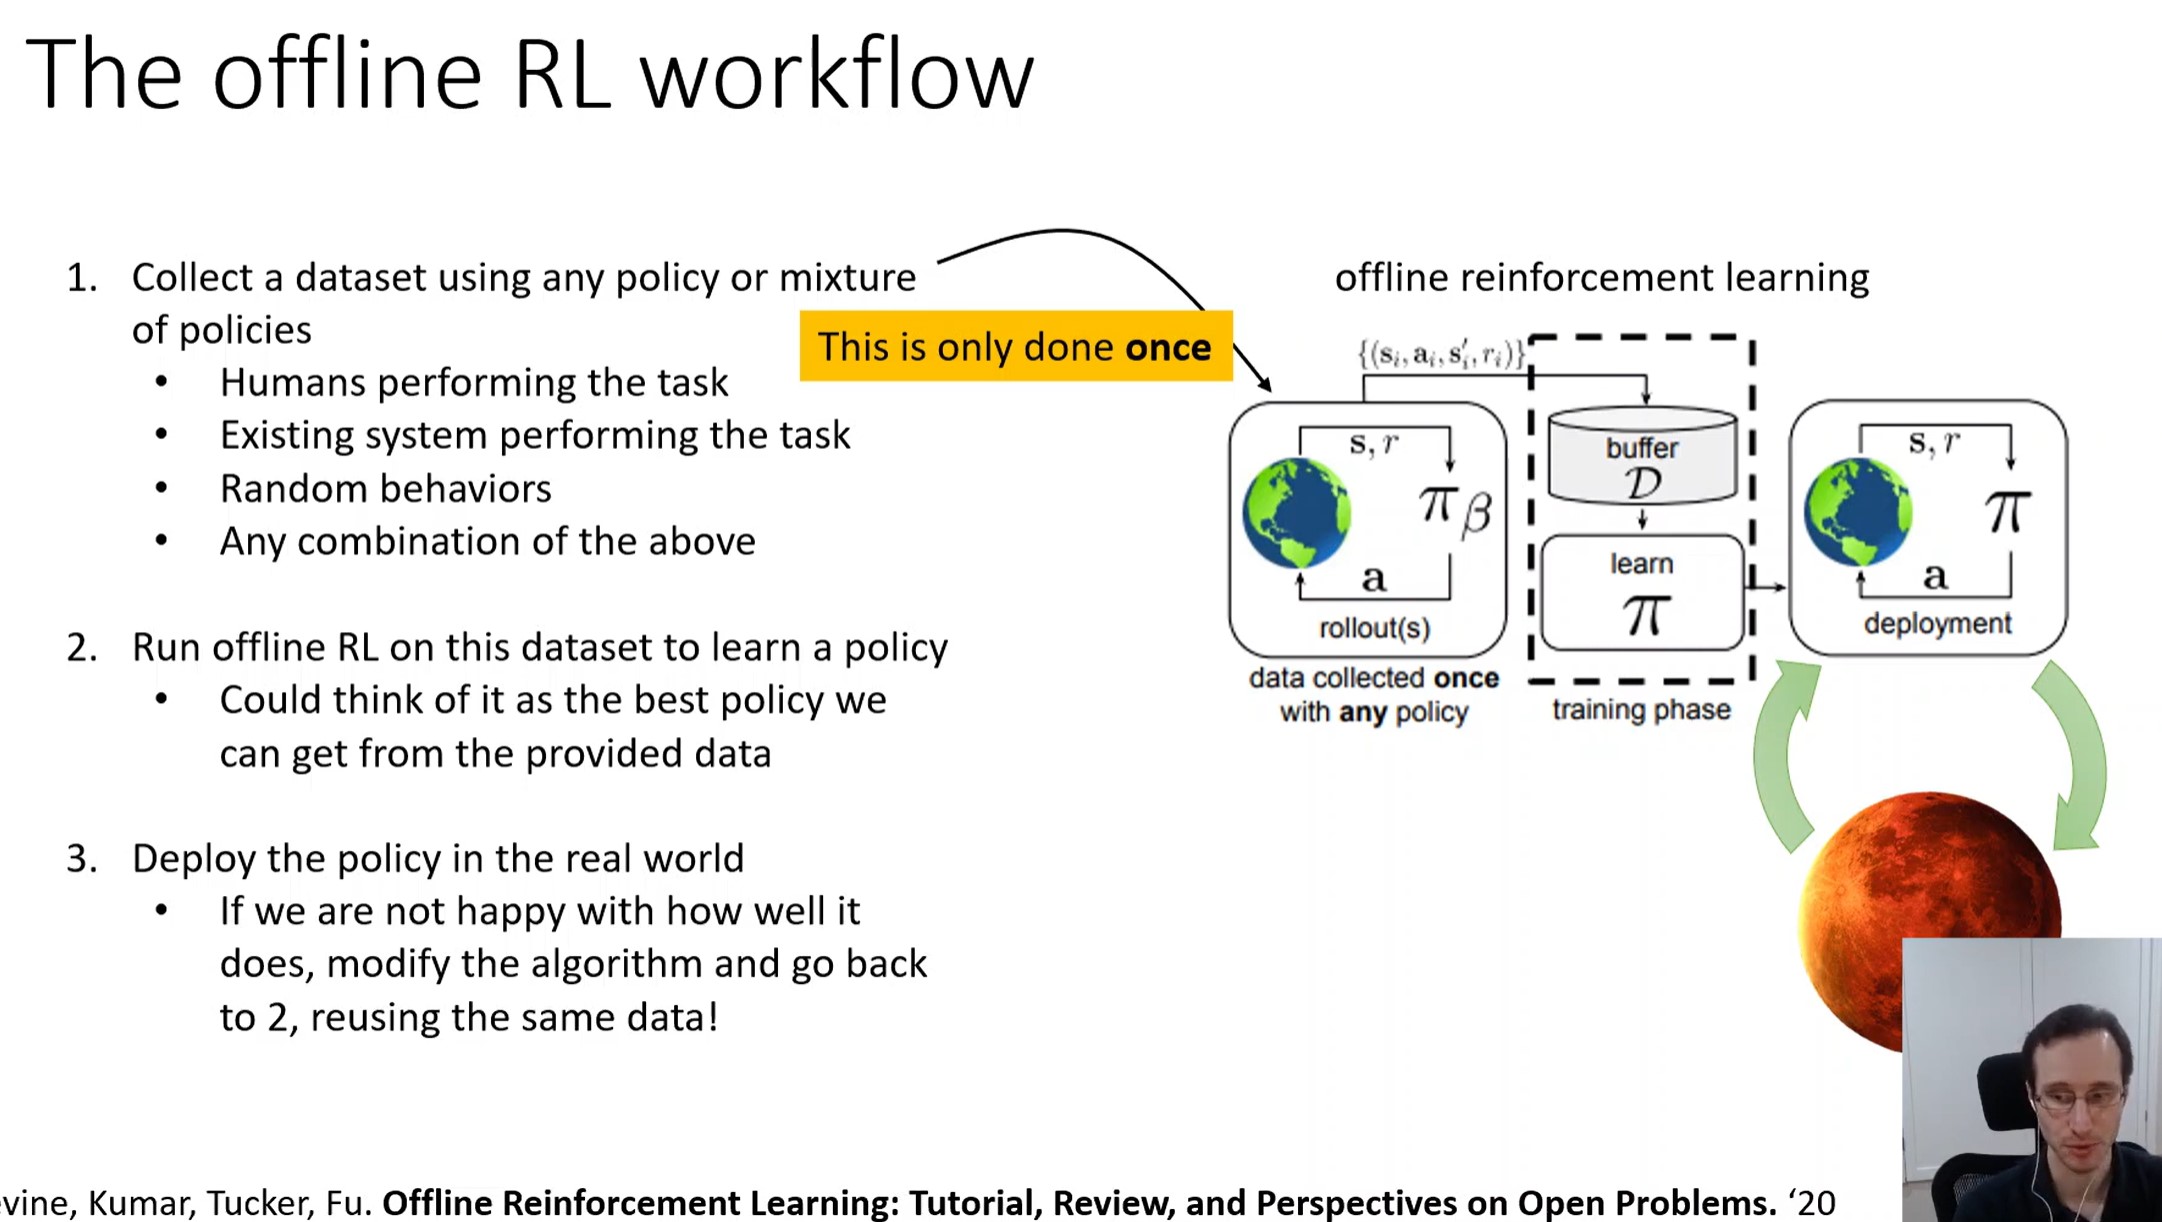 The offline RL workflow
1. Collect a dataset using any policy or mixture
of policies
• Humans performing the task
• Existing system performing the task
• Random behaviors
• Any combination of the above
2. Run offline RL on this dataset to learn a policy
• Could think of it as the best policy we
can get from the provided data
3. Deploy the policy in the real world
• If we are not happy with how well it
does, modify the algorithm and go back
to 2, reusing the same data!
This is only done once
offline reinforcement learning
{(s_i, a_i, s'_i, r_i)}
s, r
π_β
a
rollout(s)
data collected once
with any policy
buffer
D
learn
π
training phase
s, r
π
a
deployment
vine, Kumar, Tucker, Fu. Offline Reinforcement Learning: Tutorial, Review, and Perspectives on Open Problems. ‘20